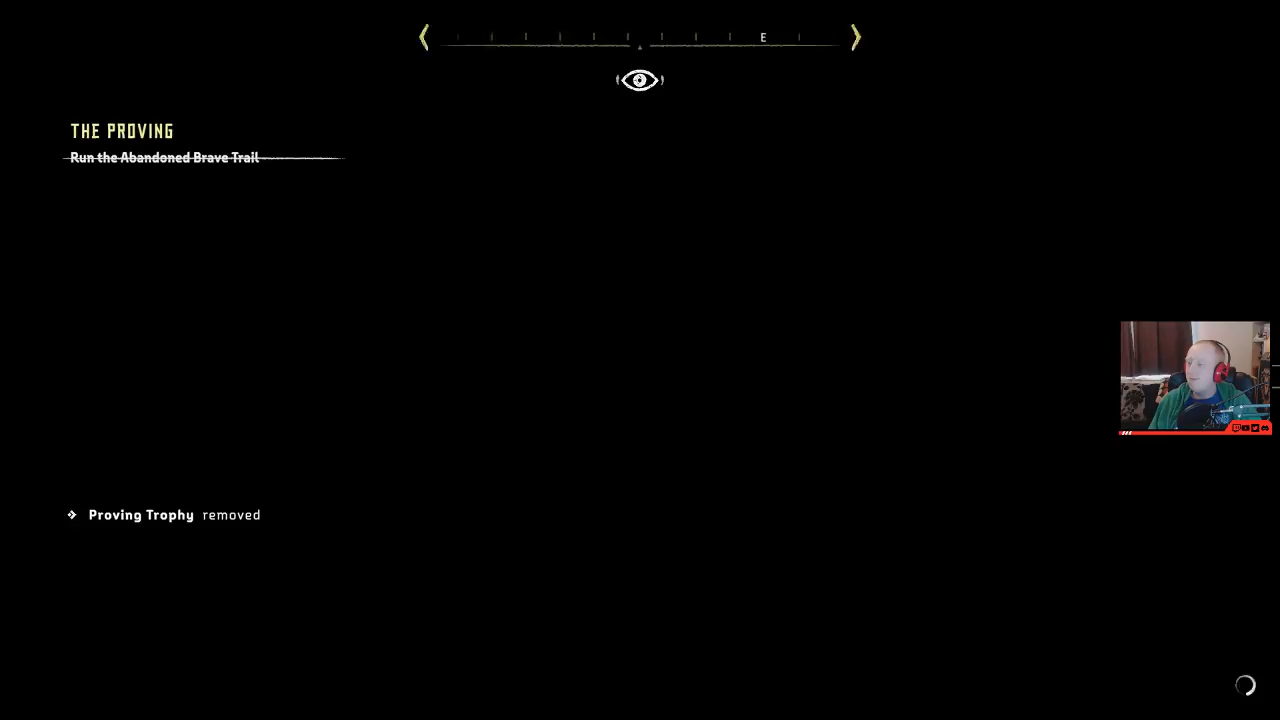 E
THE PROVING
Run the Abandoned Brave Trail
Proving Trophy removed